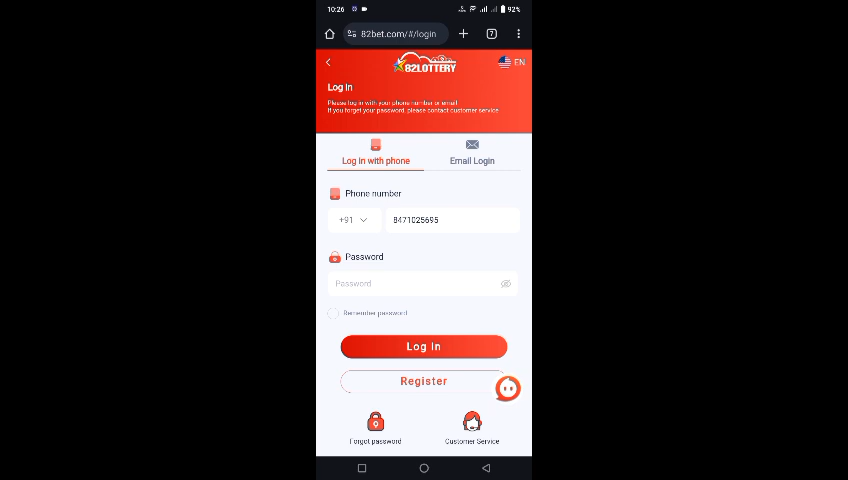 10:26
92%
82bet.com/#/login
7
82LOTTERY
EN
Log in
Please log in with your phone number or email
If you forget your password, please contact customer service
Log in with phone
Email Login
Phone number
+91
8471025695
Password
Password
Remember password
Log in
Register
Forgot password
Customer Service